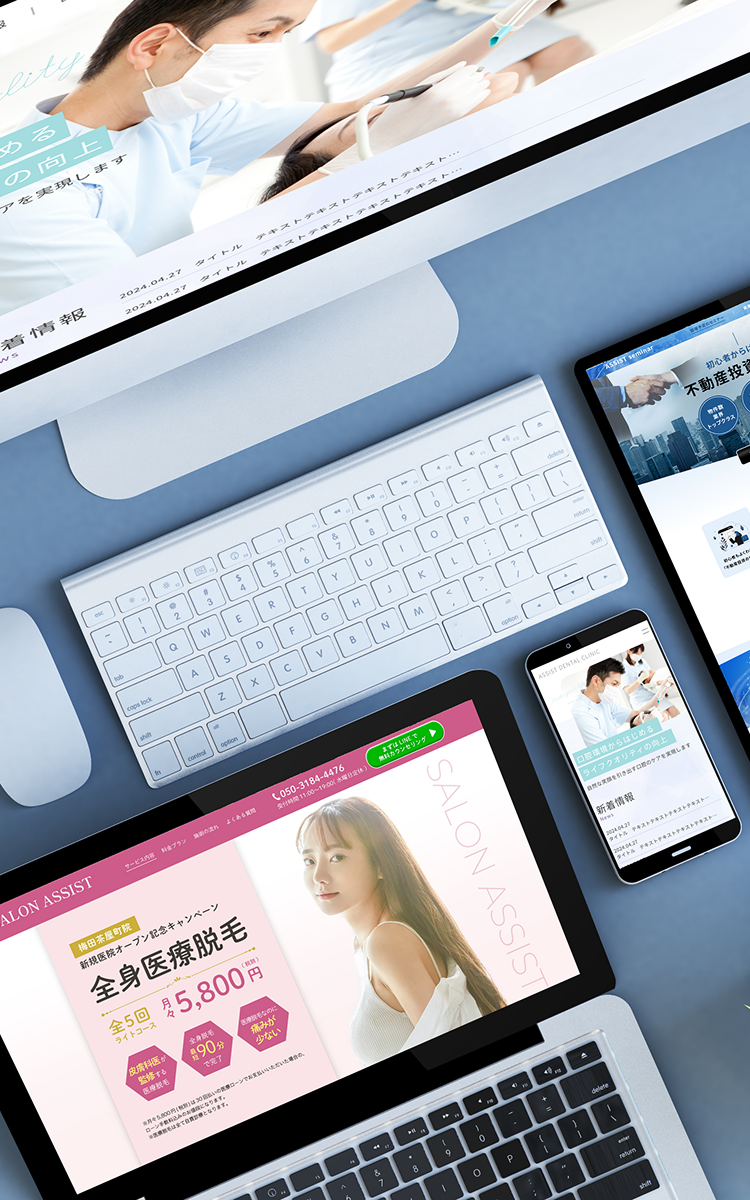 ality
める
の向上
アを実現します
2024.04.27 タイトル テキストテキストテキストテキスト…
2024.04.27 タイトル テキストテキストテキストテキスト…
着情報
ws
ASSIST seminar
初心者からは
不動産投資
物件数
業界
トップクラス
esc
delete
tab
return
caps lock
shift
shift
fn
control
option
alt
option
ASSIST DENTAL CLINIC
口腔環境からはじめる
ライフクオリティの向上
自然な笑顔を引き出す口腔のケアを実現します
新着情報
News
2024.04.27
タイトル テキストテキストテキストテキスト…
2024.04.27
タイトル テキストテキストテキストテキスト…
ALON ASSIST
サービス内容 料金プラン 施術の流れ よくある質問
050-3184-4476
受付時間 11:00〜19:00( 水曜日定休 )
まずは LINE で
無料カウンセリング
SALON ASSIST
梅田茶屋町院
新規医院オープン記念キャンペーン
全身医療脱毛
全5回
ライトコース
月々5,800円
(税別)
皮膚科医が
監修する
医療脱毛
全身脱毛
最短90分
で完了
医療脱毛なのに
痛みが
少ない
※月々5,800円(税別)は30回払いの医療ローンでお支払いいただいた場合の、
ローン手数料込みのお値段になります。
※医療脱毛は全て自費診療となります。
delete
return
shift